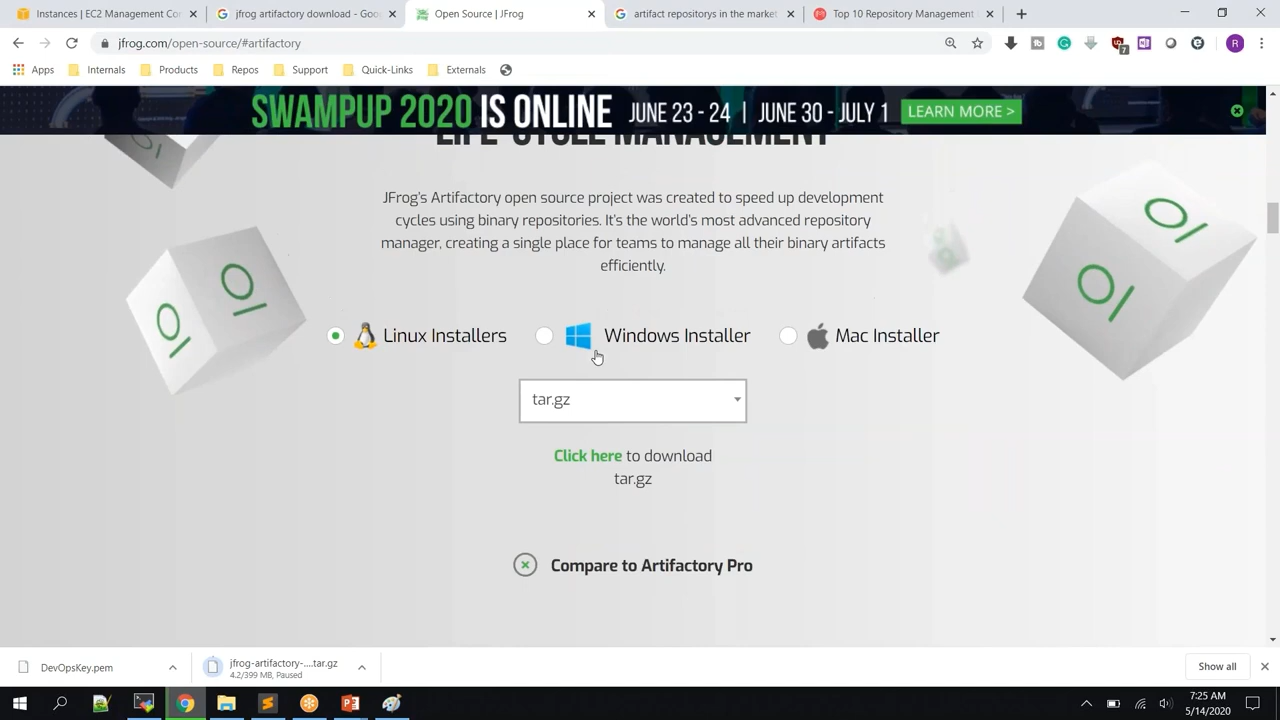 Instances | EC2 Management Con
jfrog artifactory download - Goo
Open Source | JFrog
artifact repositorys in the market
Top 10 Repository Management
jfrog.com/open-source/#artifactory
7
R
Apps
Internals
Products
Repos
Support
Quick-Links
Externals
SWAMPUP 2020 IS ONLINE JUNE 23 - 24 | JUNE 30 - JULY 1 LEARN MORE >
LIFE-CYCLE MANAGEMENT
JFrog's Artifactory open source project was created to speed up development
cycles using binary repositories. It's the world's most advanced repository
manager, creating a single place for teams to manage all their binary artifacts
efficiently.
Linux Installers
Windows Installer
Mac Installer
tar.gz
Click here to download
tar.gz
Compare to Artifactory Pro
DevOpsKey.pem
jfrog-artifactory-....tar.gz
4.2/399 MB, Paused
Show all
7:25 AM
5/14/2020